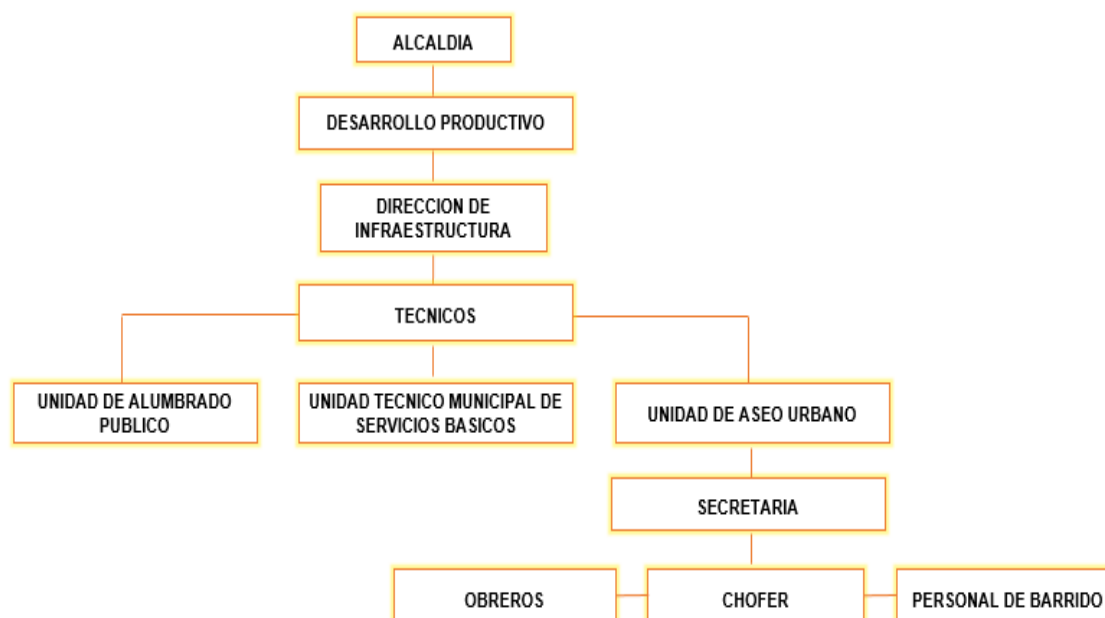 ALCALDIA
DESARROLLO PRODUCTIVO
DIRECCION DE
INFRAESTRUCTURA
TECNICOS
UNIDAD DE ALUMBRADO
PUBLICO
UNIDAD TECNICO MUNICIPAL DE
SERVICIOS BASICOS
UNIDAD DE ASEO URBANO
SECRETARIA
OBREROS
CHOFER
PERSONAL DE BARRIDO